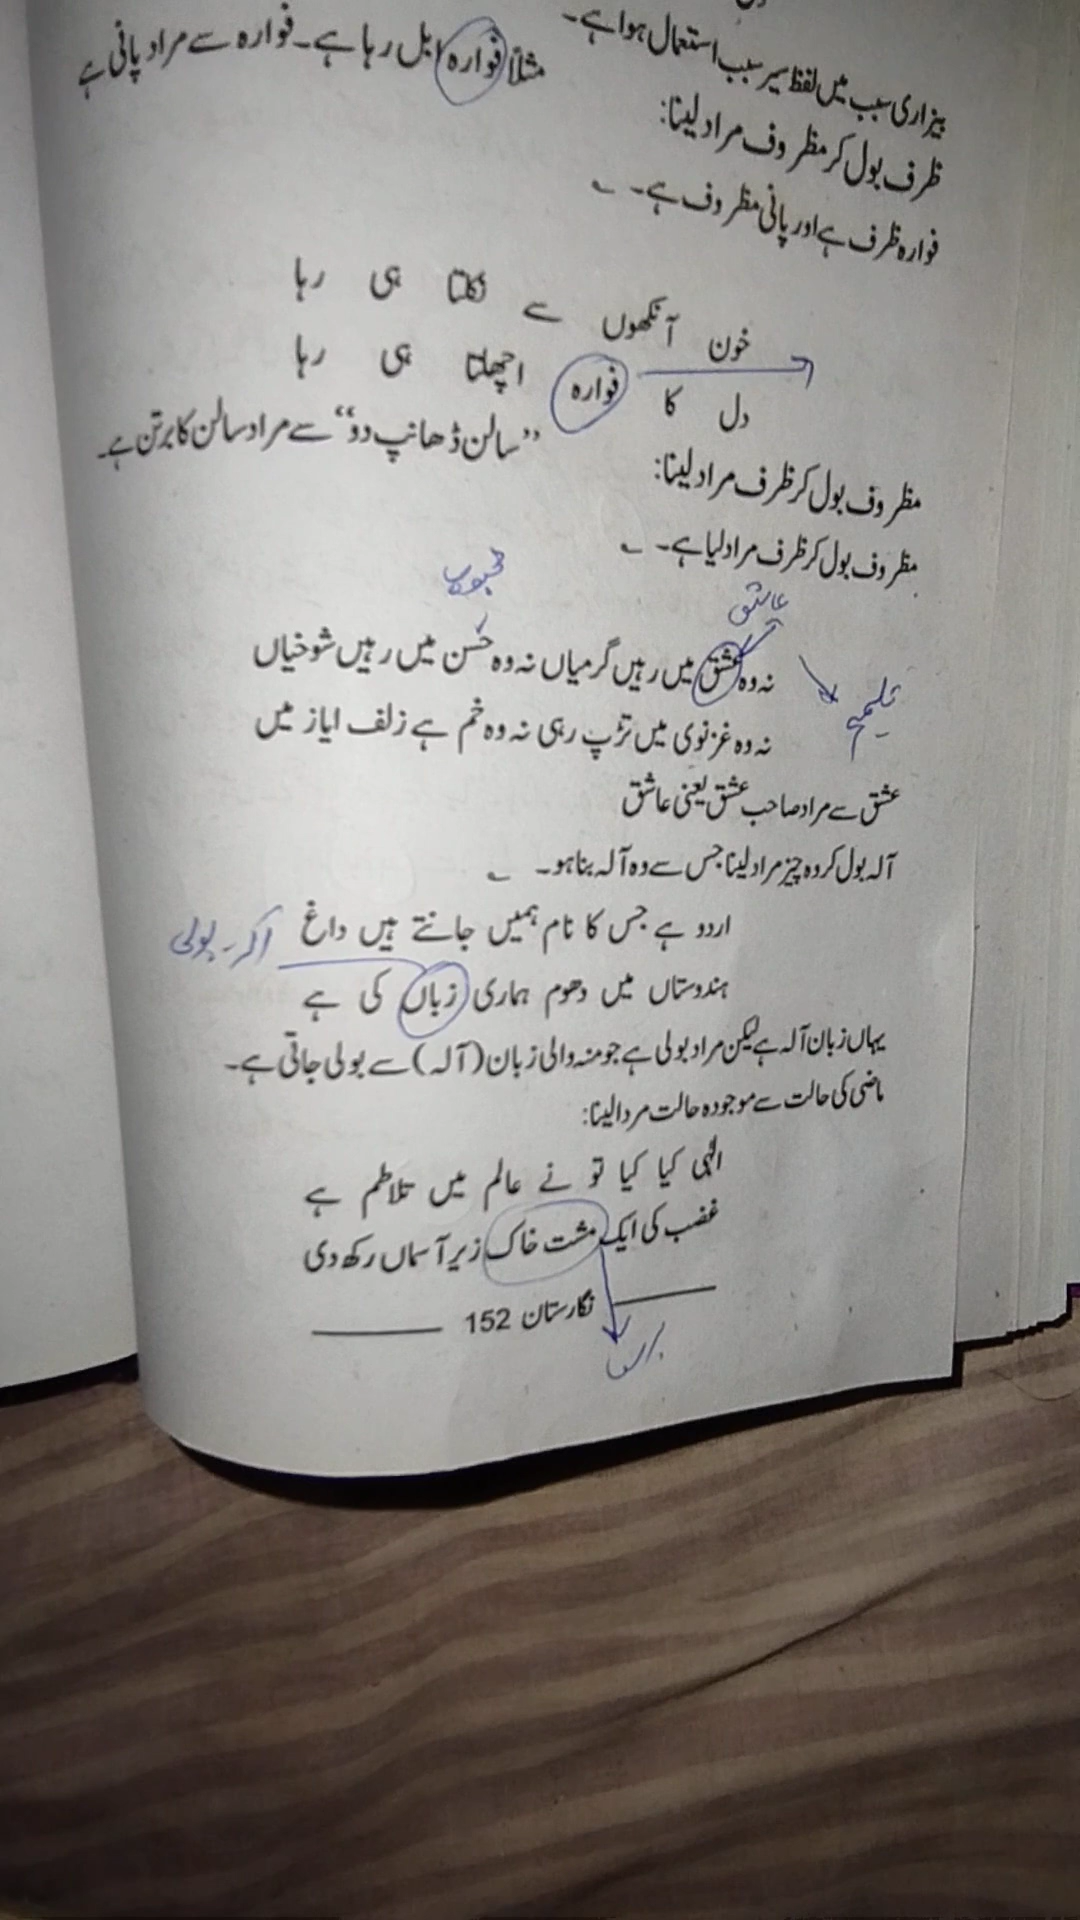 بیزاری سبب میں لفظ سیر سبب استعمال ہوا ہے۔
ظرف بول کر مظروف مراد لینا: مثلاً فوارہ ابل رہا ہے۔ فوارہ سے مراد پانی ہے
فوارہ ظرف ہے اور پانی مظروف ہے۔
خون آنکھوں سے نکلتا ہی رہا
دل کا فوارہ اچھلتا ہی رہا
مظروف بول کر ظرف مراد لینا: ”سالن ڈھانپ دو“ سے مراد سالن کا برتن ہے۔
مظروف بول کر ظرف مراد لیا ہے۔
عاشق محبوب
نہ وہ عشق میں رہیں گرمیاں نہ وہ حُسن میں رہیں شوخیاں
تلمیح
نہ وہ غزنوی میں تڑپ رہی نہ وہ خم ہے زلف ایاز میں
عشق سے مراد صاحب عشق یعنی عاشق
آلہ بول کر وہ چیز مراد لینا جس سے وہ آلہ بنا ہو۔
اردو ہے جس کا نام ہمیں جانتے ہیں داغ
بولی
ہندوستاں میں دھوم ہماری زباں کی ہے
یہاں زبان آلہ ہے لیکن مراد بولی ہے جو منہ والی زبان (آلہ) سے بولی جاتی ہے۔
ماضی کی حالت سے موجودہ حالت مردالینا:
الٰہی کیا کیا تو نے عالم میں تلاطم ہے
غضب کی ایک مشت خاک زیر آسماں رکھ دی
نگارستان 152